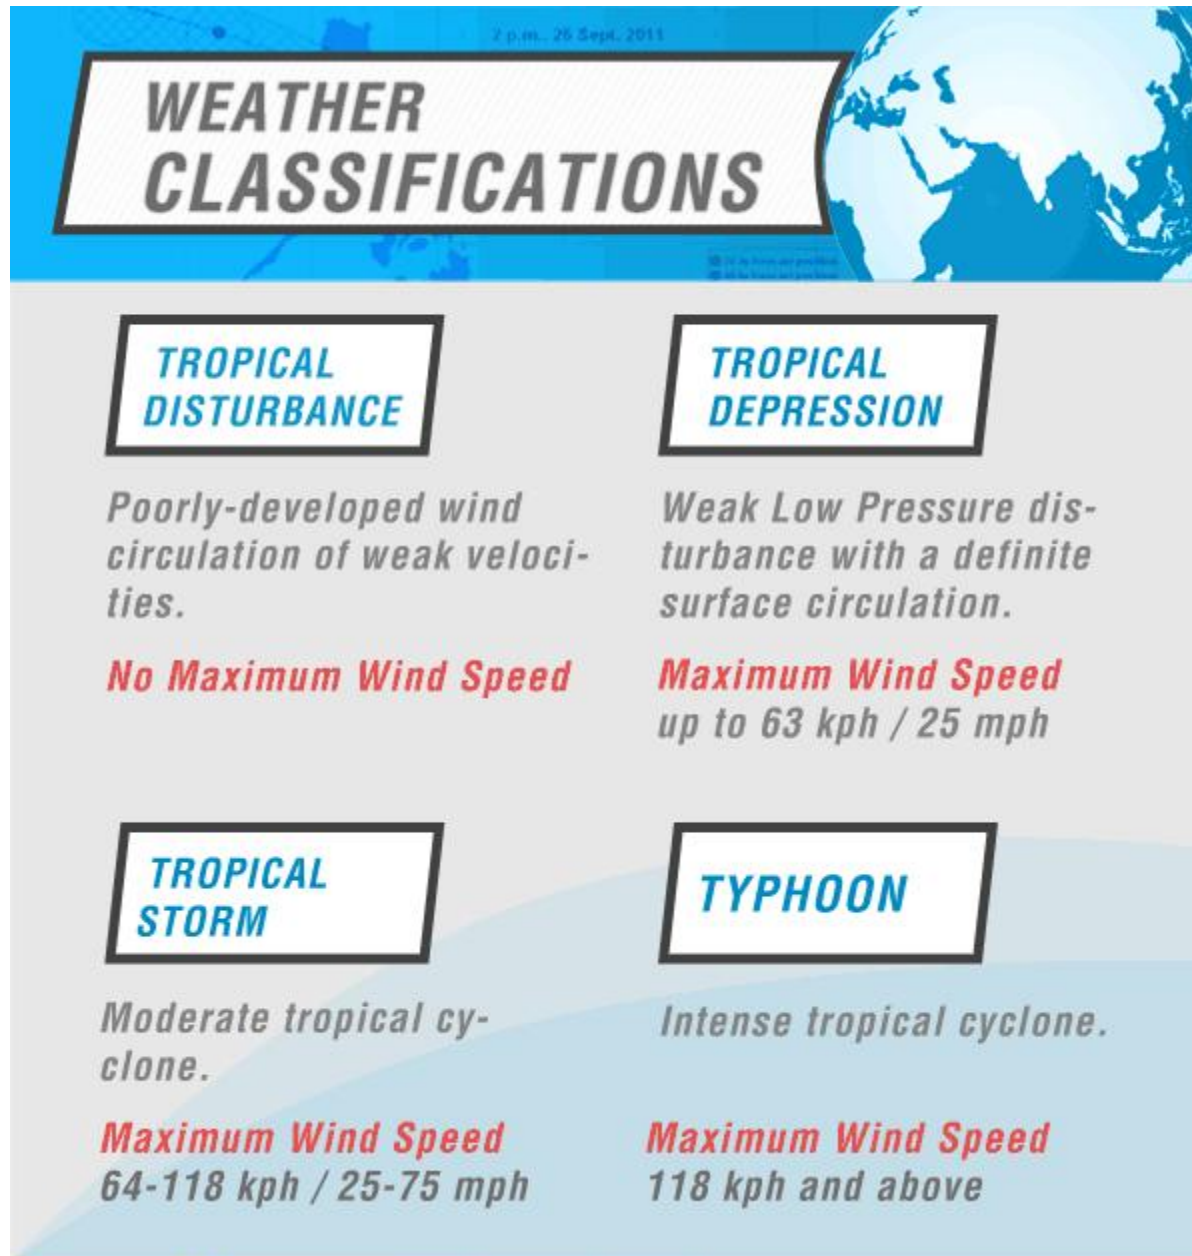 2 p.m., 26 Sept. 2011
WEATHER
CLASSIFICATIONS
TROPICAL
DISTURBANCE
Poorly-developed wind
circulation of weak veloci-
ties.
No Maximum Wind Speed
TROPICAL
DEPRESSION
Weak Low Pressure dis-
turbance with a definite
surface circulation.
Maximum Wind Speed
up to 63 kph / 25 mph
TROPICAL
STORM
Moderate tropical cy-
clone.
Maximum Wind Speed
64-118 kph / 25-75 mph
TYPHOON
Intense tropical cyclone.
Maximum Wind Speed
118 kph and above